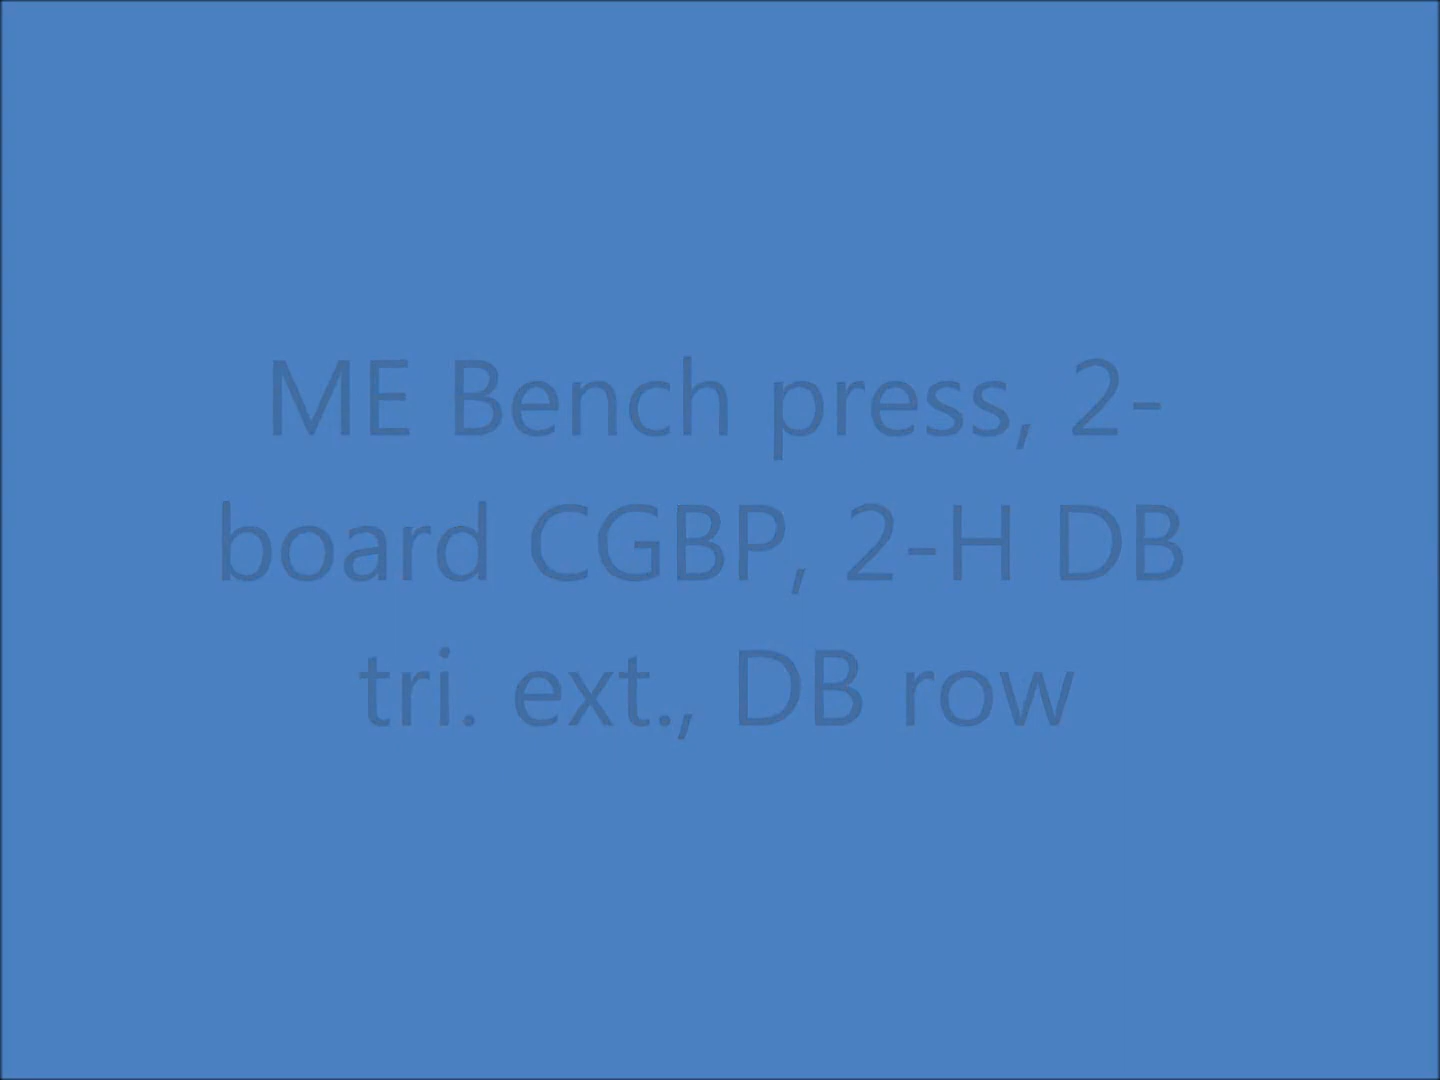 ME Bench press, 2-
board CGBP, 2-H DB
tri. ext., DB row